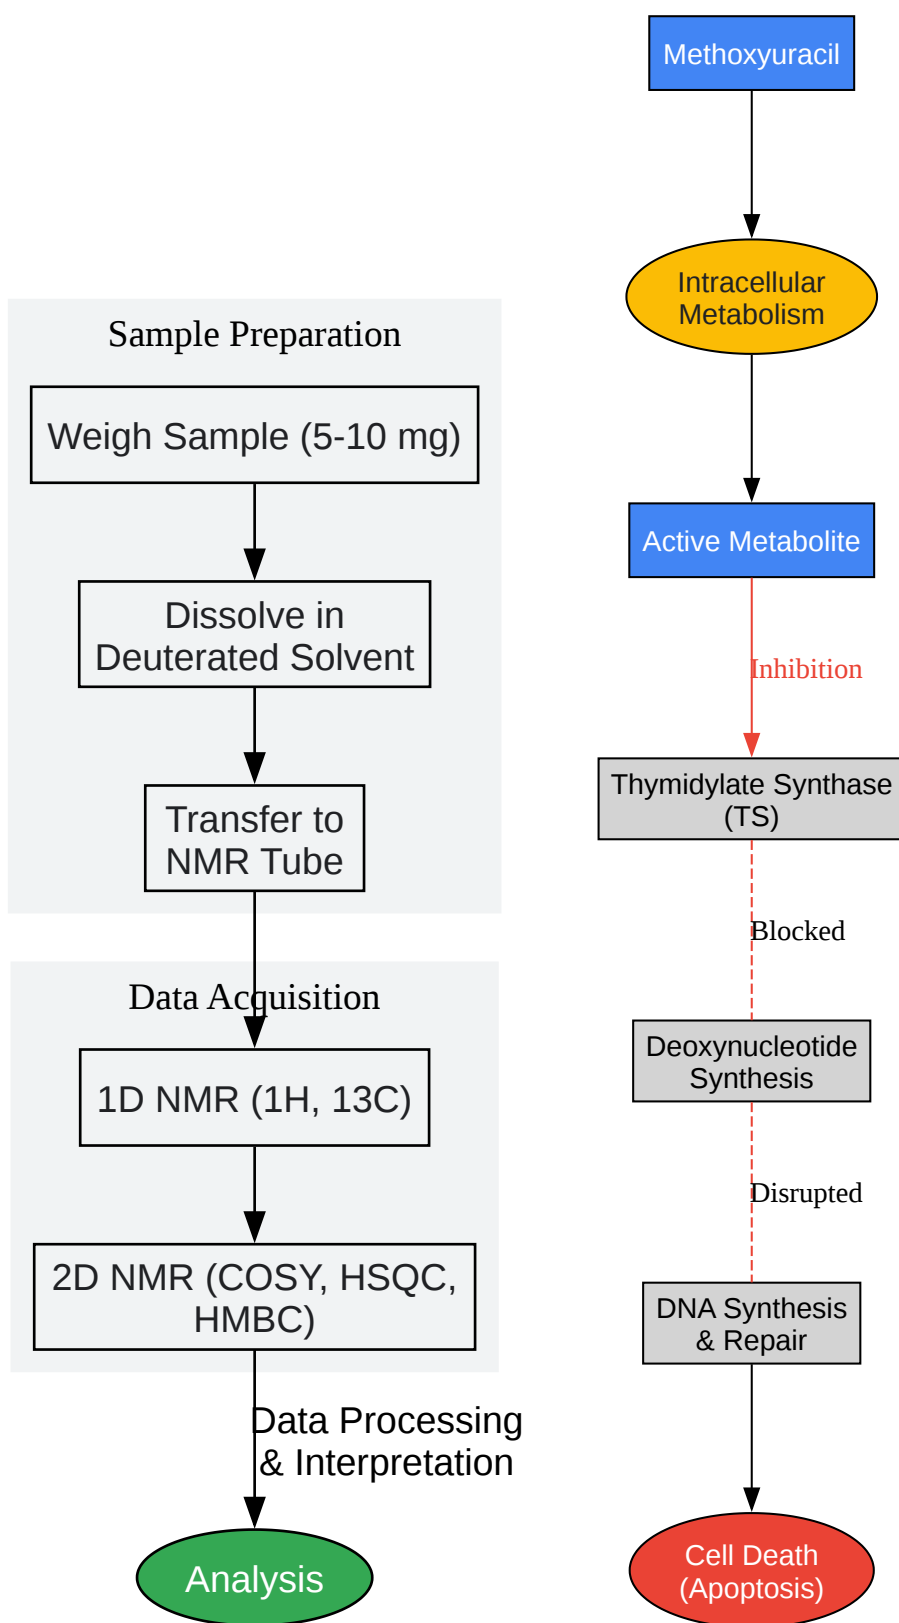 Sample Preparation
Weigh Sample (5-10 mg)
Dissolve in
Deuterated Solvent
Transfer to
NMR Tube
Data Acquisition
1D NMR (1H, 13C)
2D NMR (COSY, HSQC,
HMBC)
Data Processing
& Interpretation
Analysis
Methoxyuracil
Intracellular
Metabolism
Active Metabolite
Inhibition
Thymidylate Synthase
(TS)
Blocked
Deoxynucleotide
Synthesis
Disrupted
DNA Synthesis
& Repair
Cell Death
(Apoptosis)